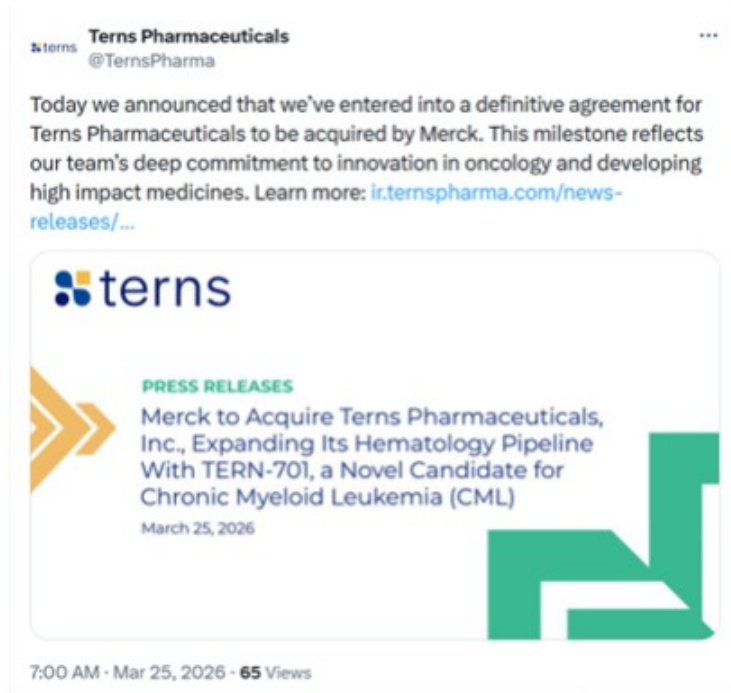 terns
Terns Pharmaceuticals
@TernsPharma
Today we announced that we've entered into a definitive agreement for
Terns Pharmaceuticals to be acquired by Merck. This milestone reflects
our team's deep commitment to innovation in oncology and developing
high impact medicines. Learn more: ir.ternspharma.com/news-
releases/...
terns
PRESS RELEASES
Merck to Acquire Terns Pharmaceuticals,
Inc., Expanding Its Hematology Pipeline
With TERN-701, a Novel Candidate for
Chronic Myeloid Leukemia (CML)
March 25, 2026
7:00 AM · Mar 25, 2026 · 65 Views